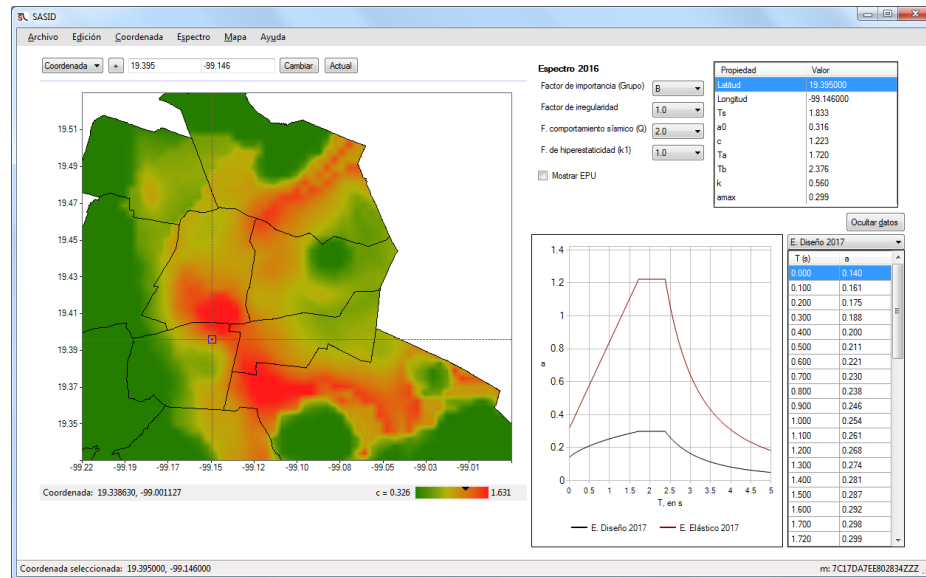 SASID
Archivo Edición Coordenada Espectro Mapa Ayuda
Coordenada + 19.395 -99.146 Cambiar Actual
Espectro 2016
Factor de importancia (Grupo) B
Factor de irregularidad 1.0
F. comportamiento sísmico (Q) 2.0
F. de hiperestaticidad (k1) 1.0
Mostrar EPU
Propiedad Valor
Latitud 19.395000
Longitud -99.146000
Ts 1.833
a0 0.316
c 1.223
Ta 1.720
Tb 2.376
k 0.560
amax 0.299
Ocultar datos
19.51
19.49
19.47
19.45
19.43
19.41
19.39
19.37
19.35
-99.22 -99.19 -99.17 -99.15 -99.12 -99.10 -99.08 -99.05 -99.03 -99.01
Coordenada: 19.338630, -99.001127 c = 0.326 1.631
1.4
1.2
1
0.8
0.6
0.4
0.2
0
a
0 0.5 1 1.5 2 2.5 3 3.5 4 4.5 5
T, en s
E. Diseño 2017 E. Elástico 2017
E. Diseño 2017
T (s) a
0.000 0.140
0.100 0.161
0.200 0.175
0.300 0.188
0.400 0.200
0.500 0.211
0.600 0.221
0.700 0.230
0.800 0.238
0.900 0.246
1.000 0.254
1.100 0.261
1.200 0.268
1.300 0.274
1.400 0.281
1.500 0.287
1.600 0.292
1.700 0.298
1.720 0.299
Coordenada seleccionada: 19.395000, -99.146000 m: 7C17DA7EE802834ZZZ